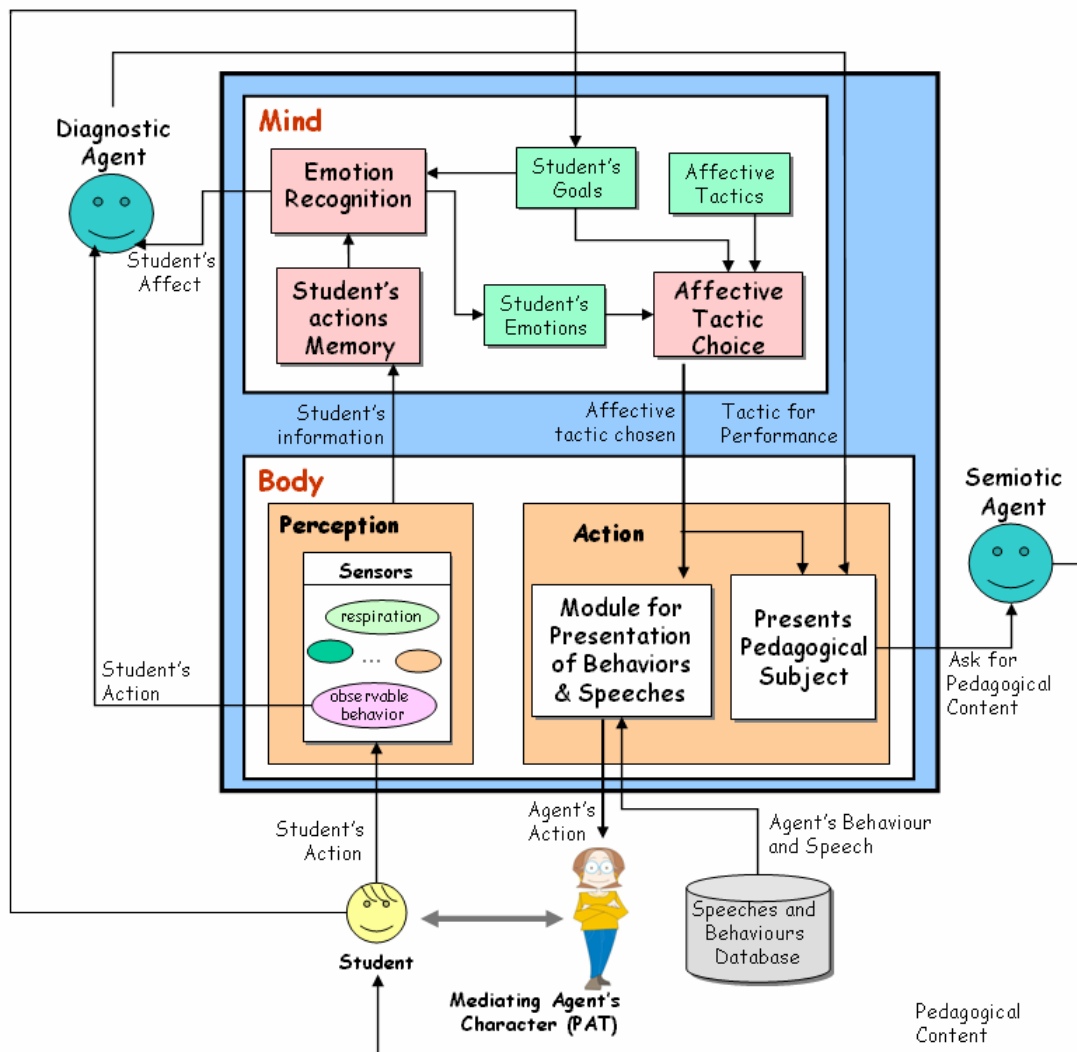 Mind
Diagnostic
Agent
Emotion
Recognition
Student's
Goals
Affective
Tactics
Student's
Affect
Student's
actions
Memory
Student's
Emotions
Affective
Tactic
Choice
Student's
information
Affective
tactic chosen
Tactic for
Performance
Body
Semiotic
Agent
Perception
Action
Sensors
respiration
...
observable
behavior
Module for
Presentation
of Behaviors
& Speeches
Presents
Pedagogical
Subject
Student's
Action
Ask for
Pedagogical
Content
Student's
Action
Agent's
Action
Agent's Behaviour
and Speech
Speeches and
Behaviours
Database
Student
Mediating Agent's
Character (PAT)
Pedagogical
Content